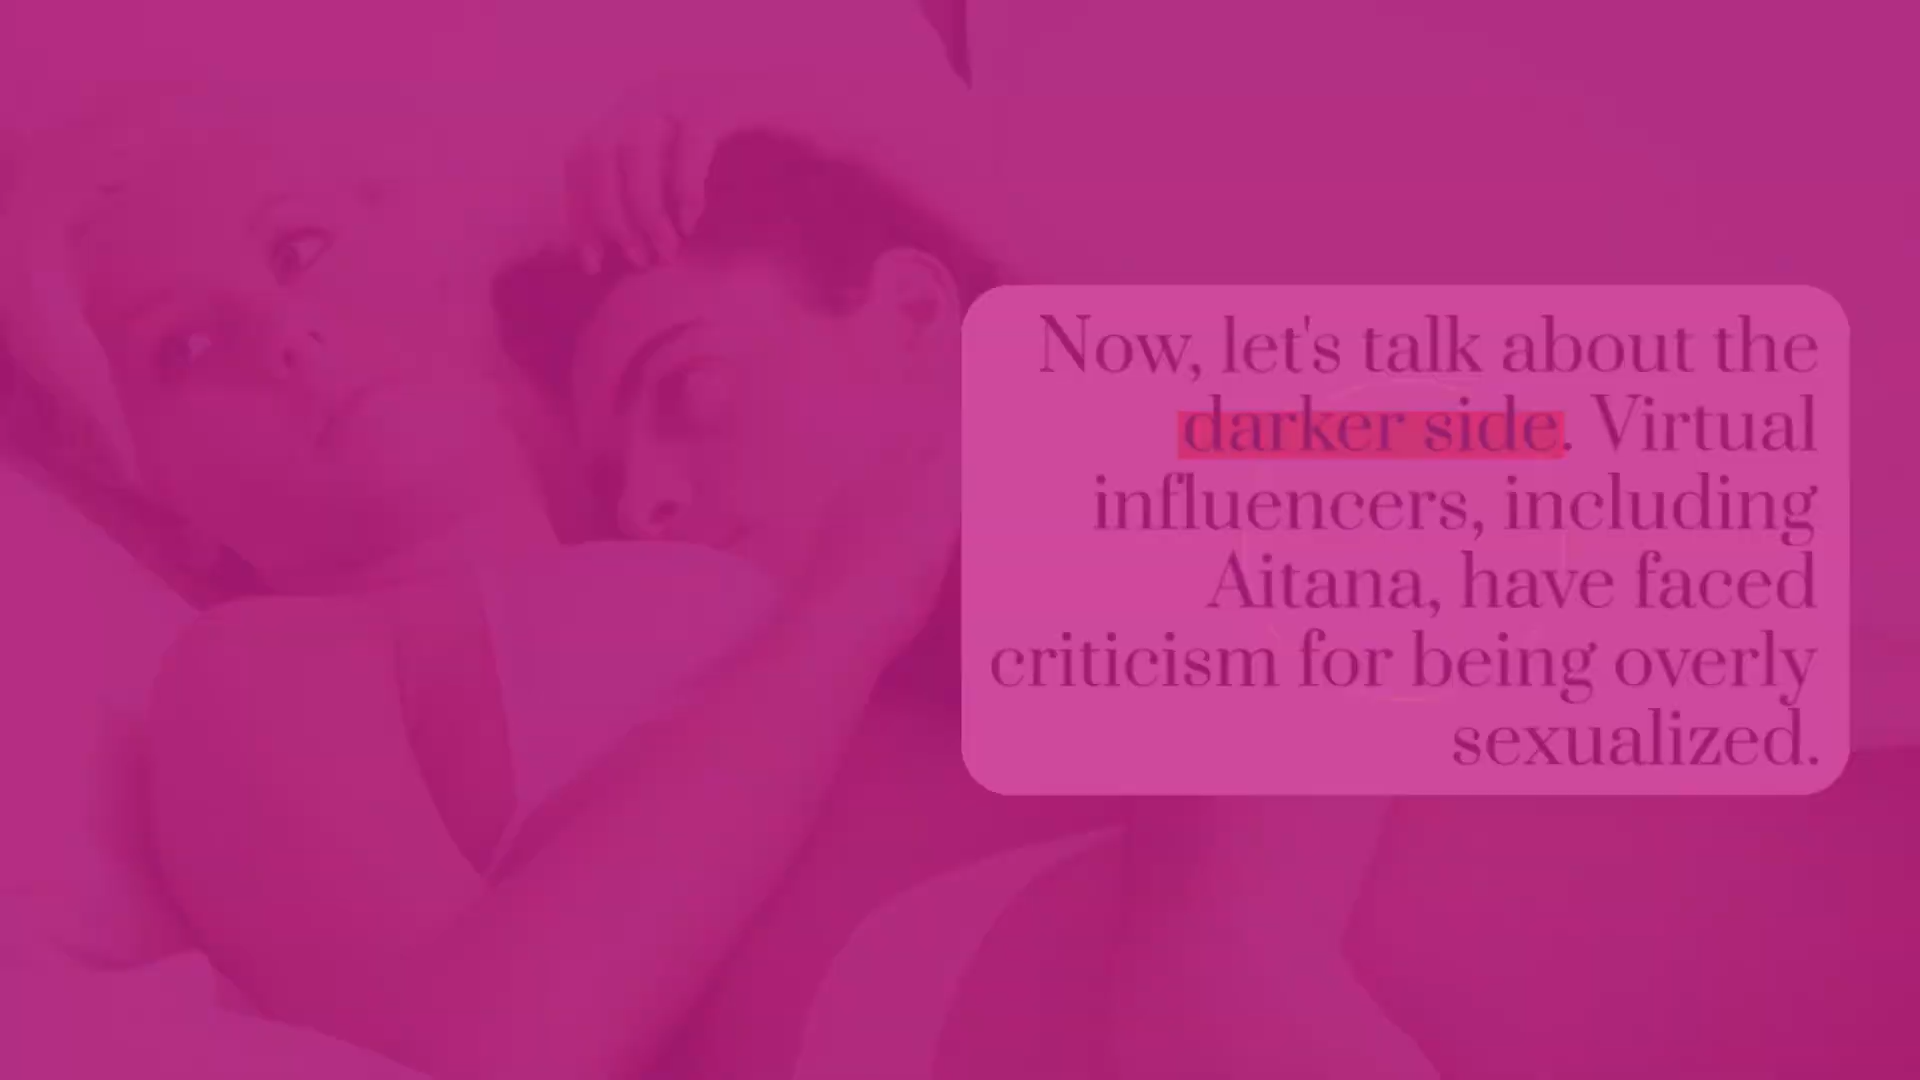 Now, let's talk about the
darker side. Virtual
influencers, including
Aitana, have faced
criticism for being overly
sexualized.